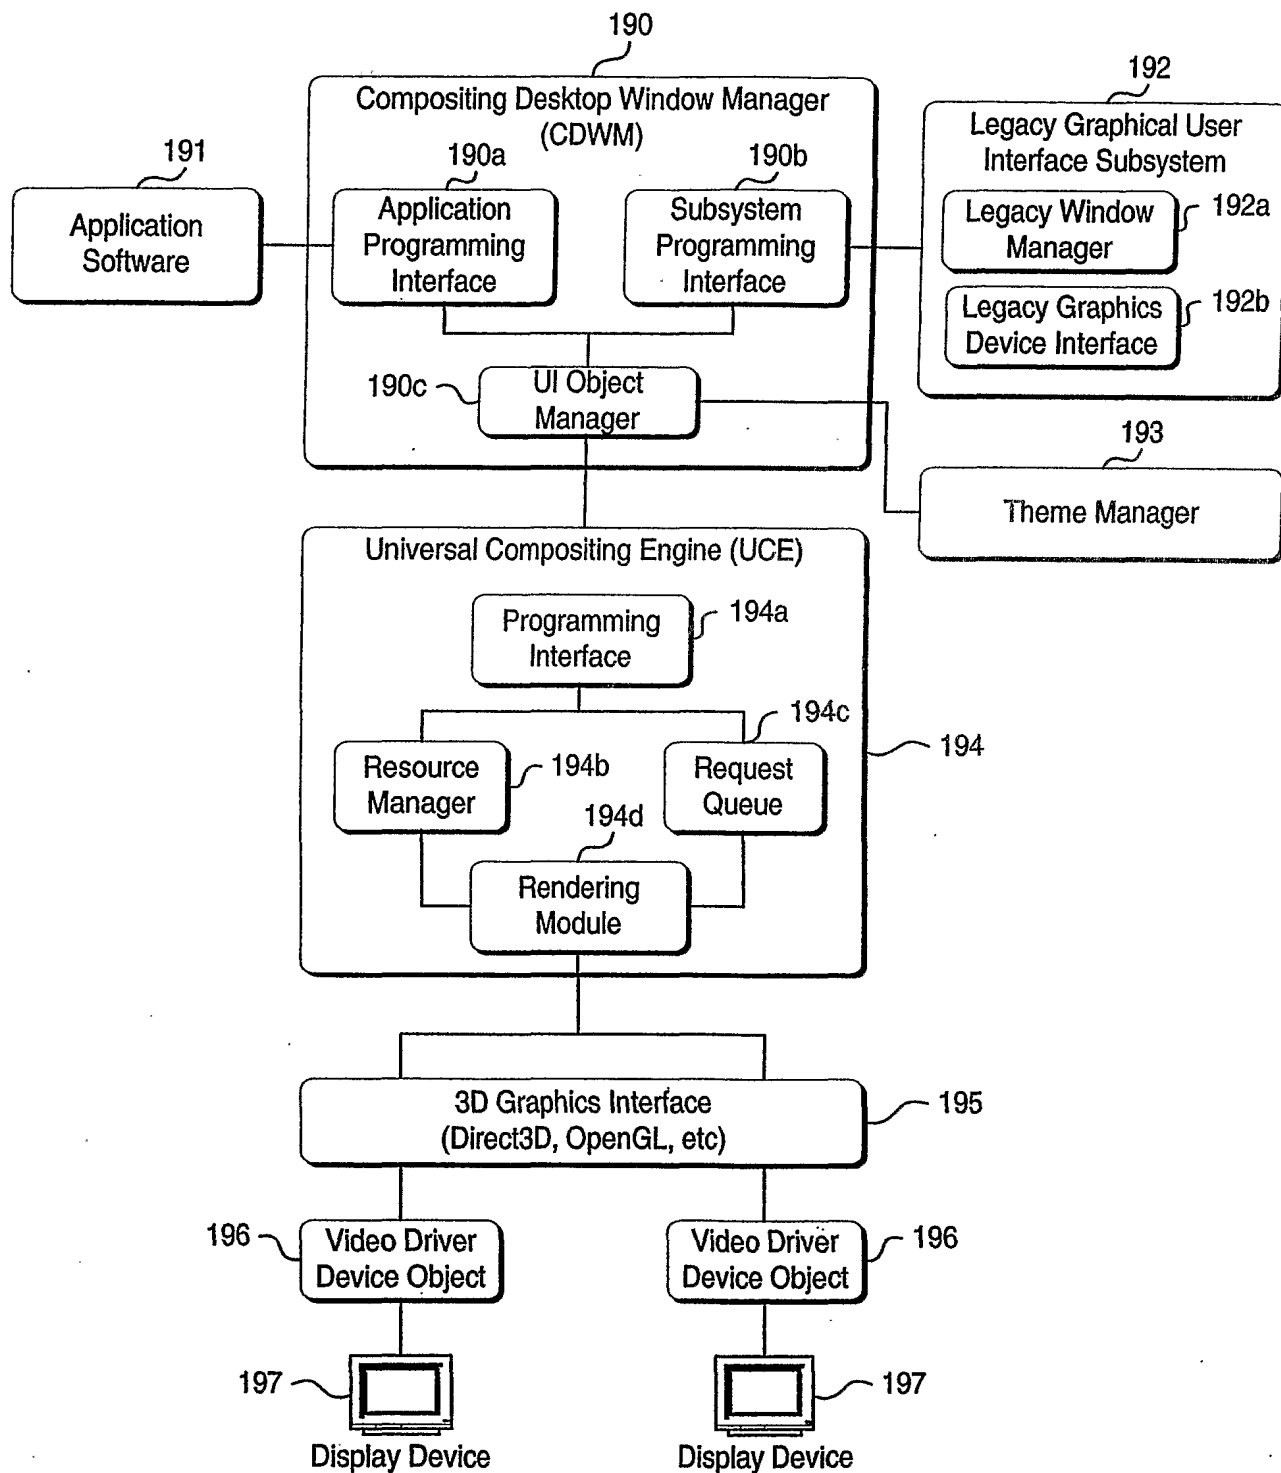 190
Compositing Desktop Window Manager
(CDWM)
192
Legacy Graphical User
Interface Subsystem
191
Application
Software
190a
Application
Programming
Interface
190b
Subsystem
Programming
Interface
Legacy Window
Manager
192a
Legacy Graphics
Device Interface
192b
190c
UI Object
Manager
193
Theme Manager
Universal Compositing Engine (UCE)
Programming
Interface
194a
194c
Resource
Manager
194b
Request
Queue
194
194d
Rendering
Module
3D Graphics Interface
(Direct3D, OpenGL, etc)
195
196
Video Driver
Device Object
Video Driver
Device Object
196
197
197
Display Device
Display Device